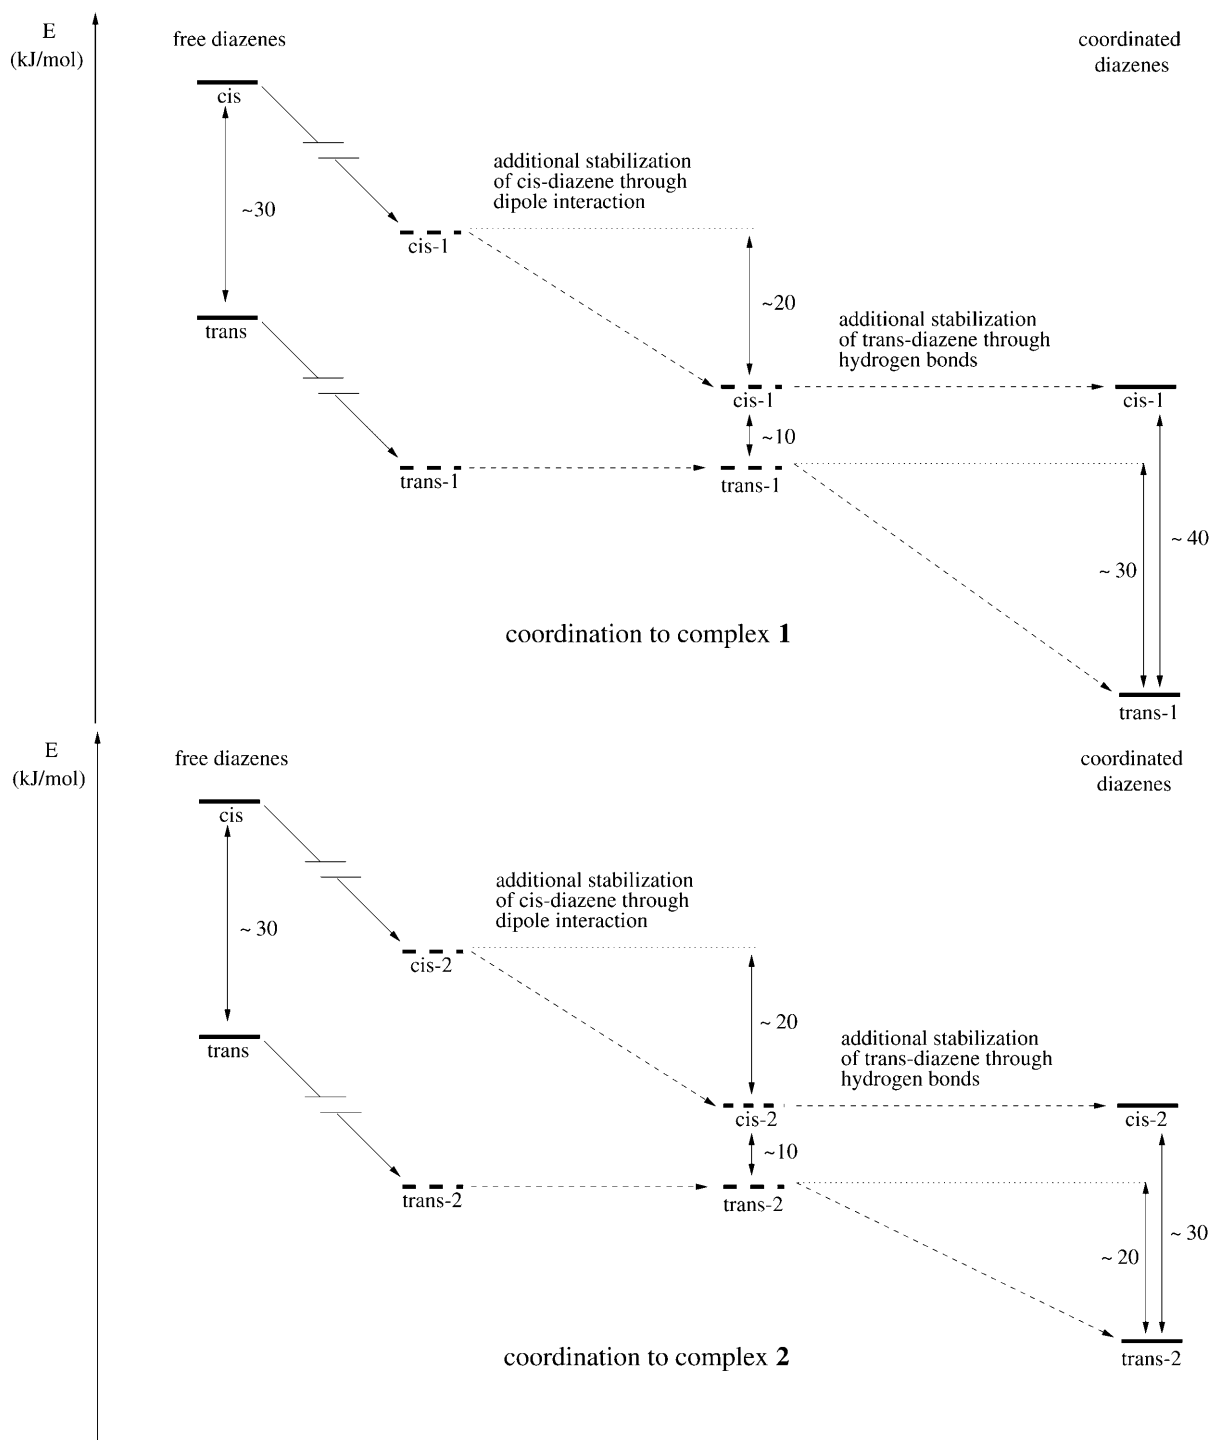 E
(kJ/mol)
free diazenes
coordinated
diazenes
cis
~30
trans
additional stabilization
of cis-diazene through
dipole interaction
cis-1
~20
additional stabilization
of trans-diazene through
hydrogen bonds
cis-1
cis-1
~10
trans-1
trans-1
~ 40
~ 30
coordination to complex 1
trans-1
E
(kJ/mol)
free diazenes
coordinated
diazenes
cis
~ 30
trans
additional stabilization
of cis-diazene through
dipole interaction
cis-2
~ 20
additional stabilization
of trans-diazene through
hydrogen bonds
cis-2
cis-2
~10
trans-2
trans-2
~ 30
~ 20
coordination to complex 2
trans-2